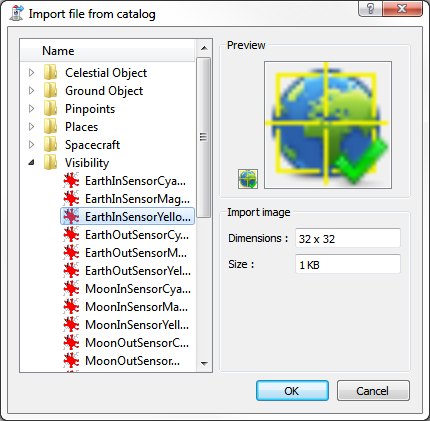 Import file from catalog
?
Name
Celestial Object
Ground Object
Pinpoints
Places
Spacecraft
Visibility
EarthInSensorCya...
EarthInSensorMag...
EarthInSensorYello...
EarthOutSensorCy...
EarthOutSensorM...
EarthOutSensorYel...
MoonInSensorCya...
MoonInSensorMa...
MoonInSensorYell...
MoonOutSensorC...
MoonOutSensor...
Preview
Import image
Dimensions : 32 x 32
Size : 1 KB
OK Cancel